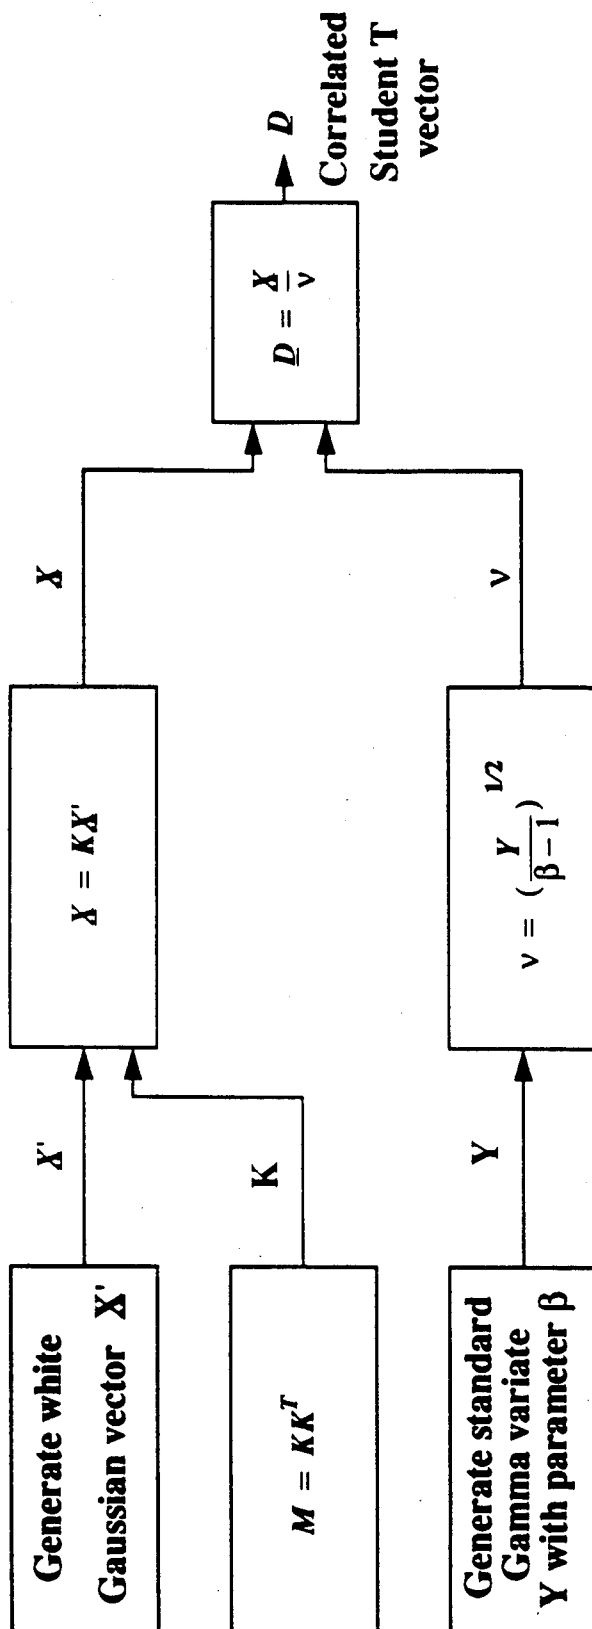 Generate white
Gaussian vector X'
X'
X = KX'
X
M = KK^T
K
D = X / ν
D
Correlated
Student T
vector
Generate standard
Gamma variate
Y with parameter β
Y
ν = (Y / β − 1)^1/2
ν